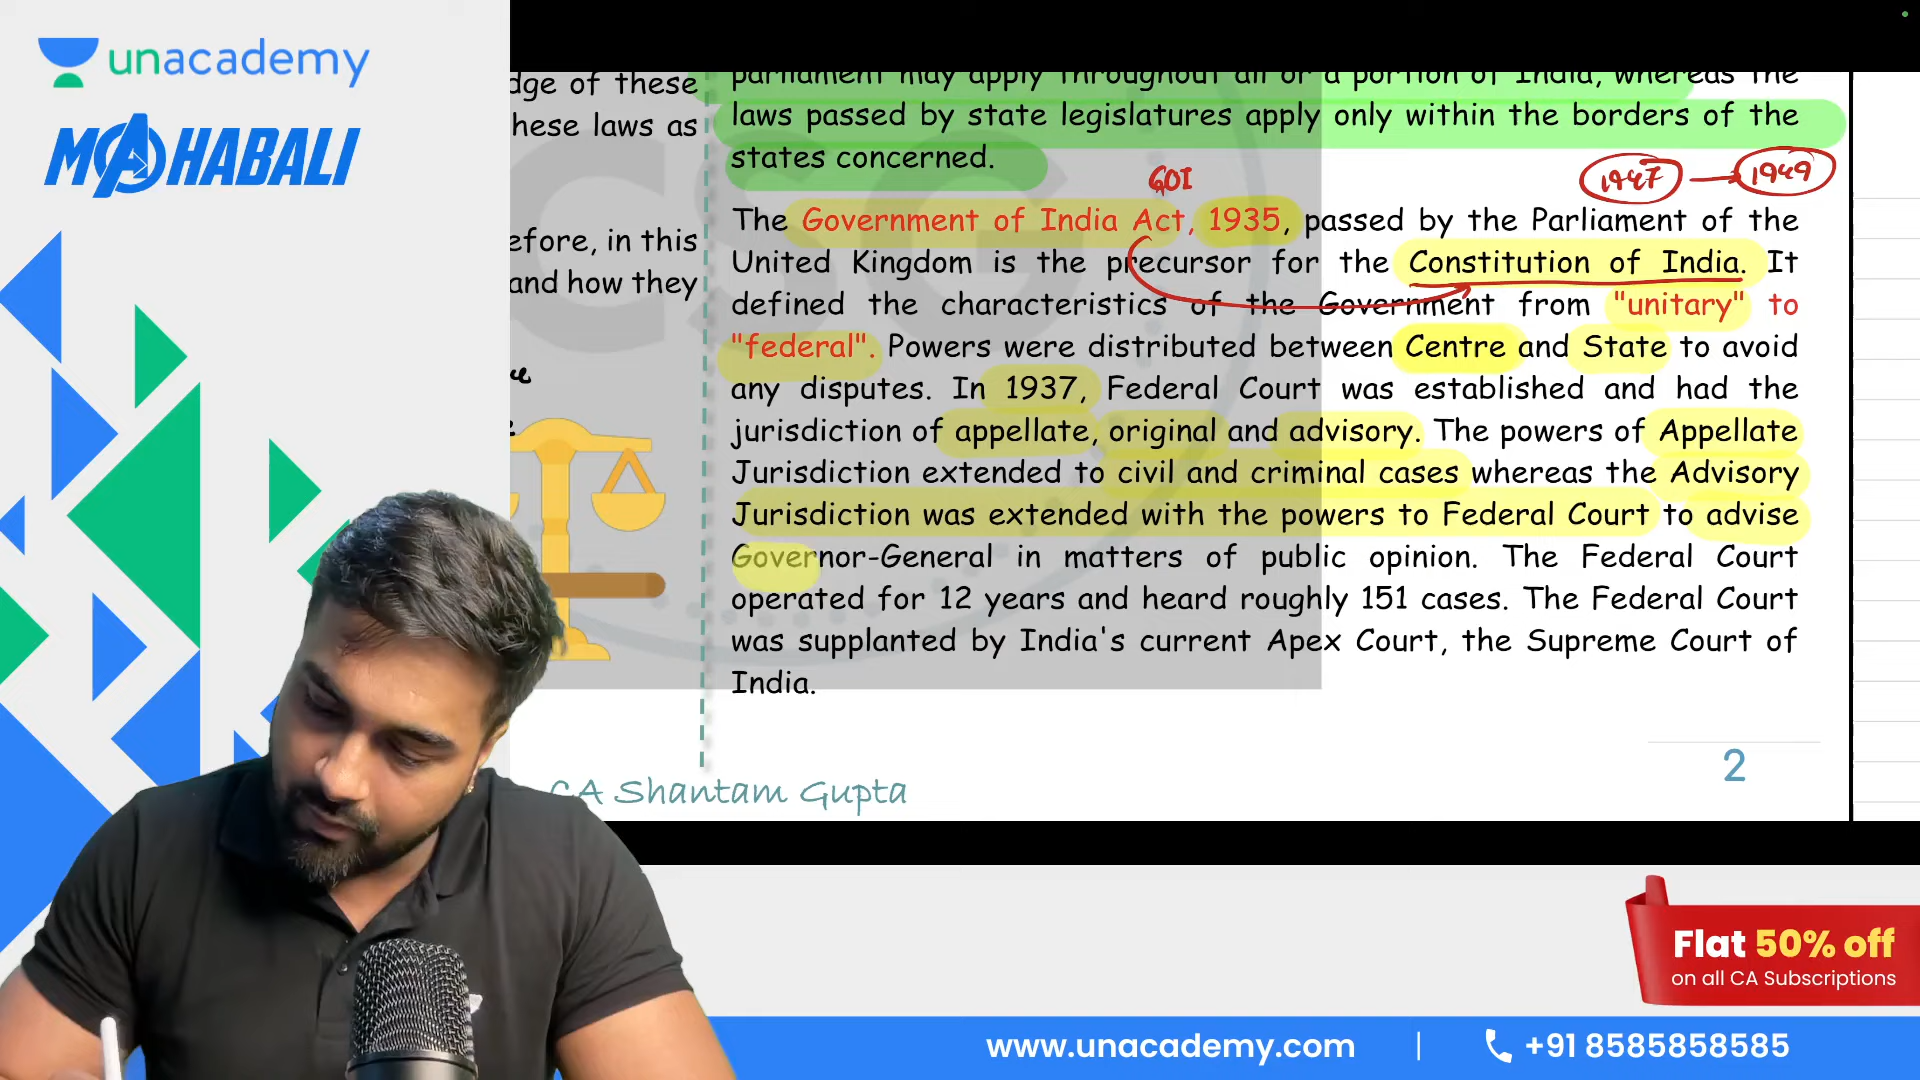 unacademy
MAHABALI
dge of these
hese laws as
efore, in this
and how they
parliament may apply throughout all or a portion of India, whereas the
laws passed by state legislatures apply only within the borders of the
states concerned.
GOI
1947 → 1949
The Government of India Act, 1935, passed by the Parliament of the
United Kingdom is the precursor for the Constitution of India. It
defined the characteristics of the Government from "unitary" to
"federal". Powers were distributed between Centre and State to avoid
any disputes. In 1937, Federal Court was established and had the
jurisdiction of appellate, original and advisory. The powers of Appellate
Jurisdiction extended to civil and criminal cases whereas the Advisory
Jurisdiction was extended with the powers to Federal Court to advise
Governor-General in matters of public opinion. The Federal Court
operated for 12 years and heard roughly 151 cases. The Federal Court
was supplanted by India's current Apex Court, the Supreme Court of
India.
2
CA Shantam Gupta
Flat 50% off
on all CA Subscriptions
www.unacademy.com | +91 8585858585